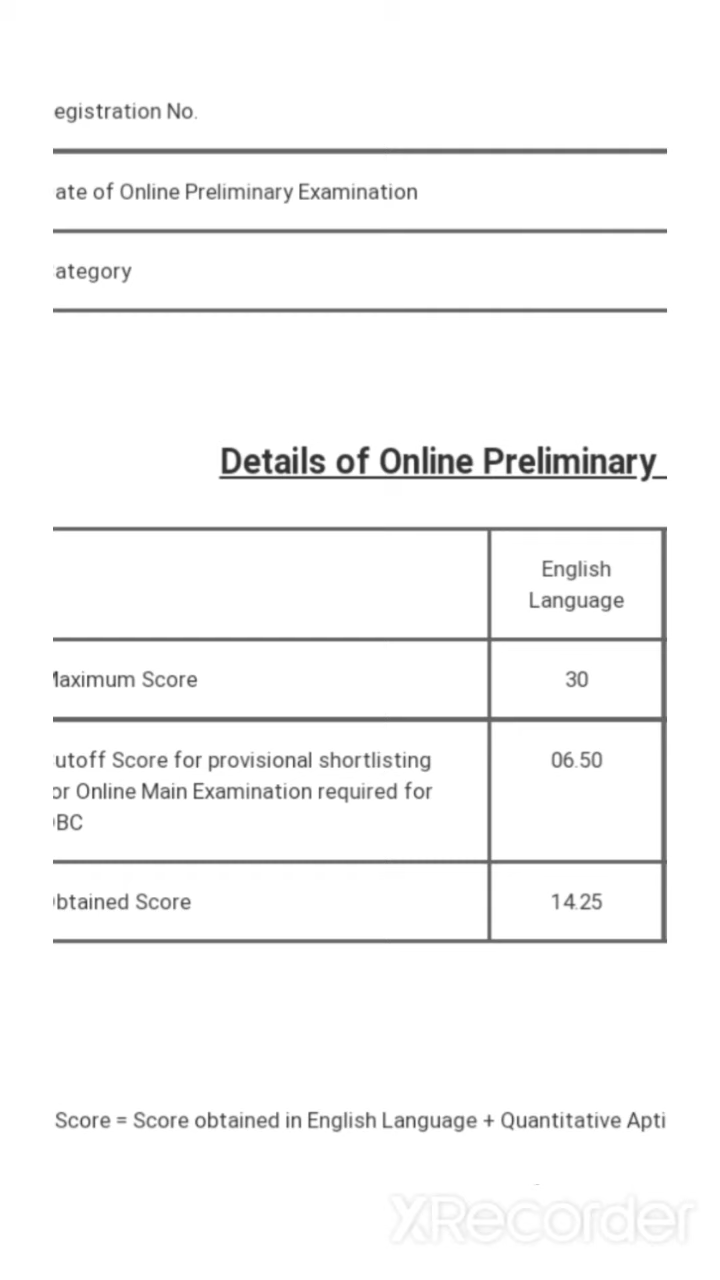 egistration No.
ate of Online Preliminary Examination
ategory
Details of Online Preliminary
English
Language
Maximum Score
30
utoff Score for provisional shortlisting
or Online Main Examination required for
BC
06.50
btained Score
14.25
Score = Score obtained in English Language + Quantitative Apti
XRecorder